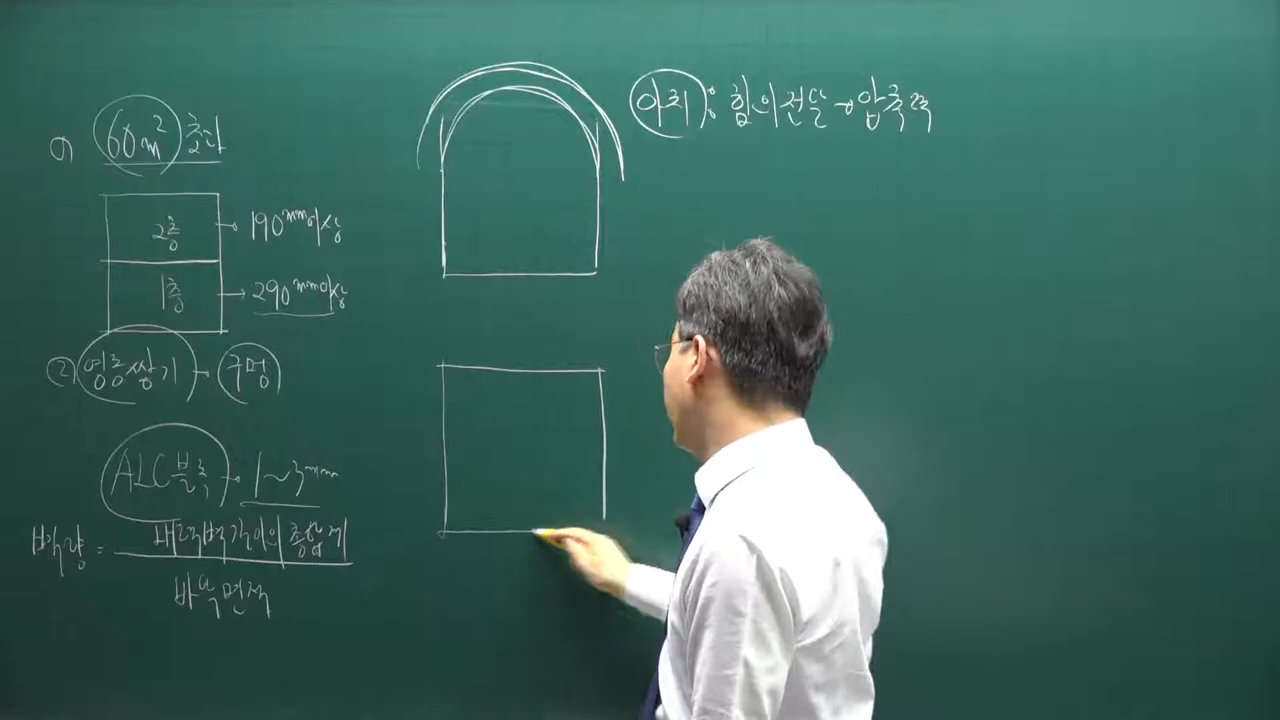 ① 60m² 초과
2층 → 190mm이상
1층 → 290mm이상
② 영롱쌓기 → 구멍
ALC블록 → 1~3mm
벽량 = 내력벽길이의 총합계
바닥면적
아치 : 힘의전달 → 압축력